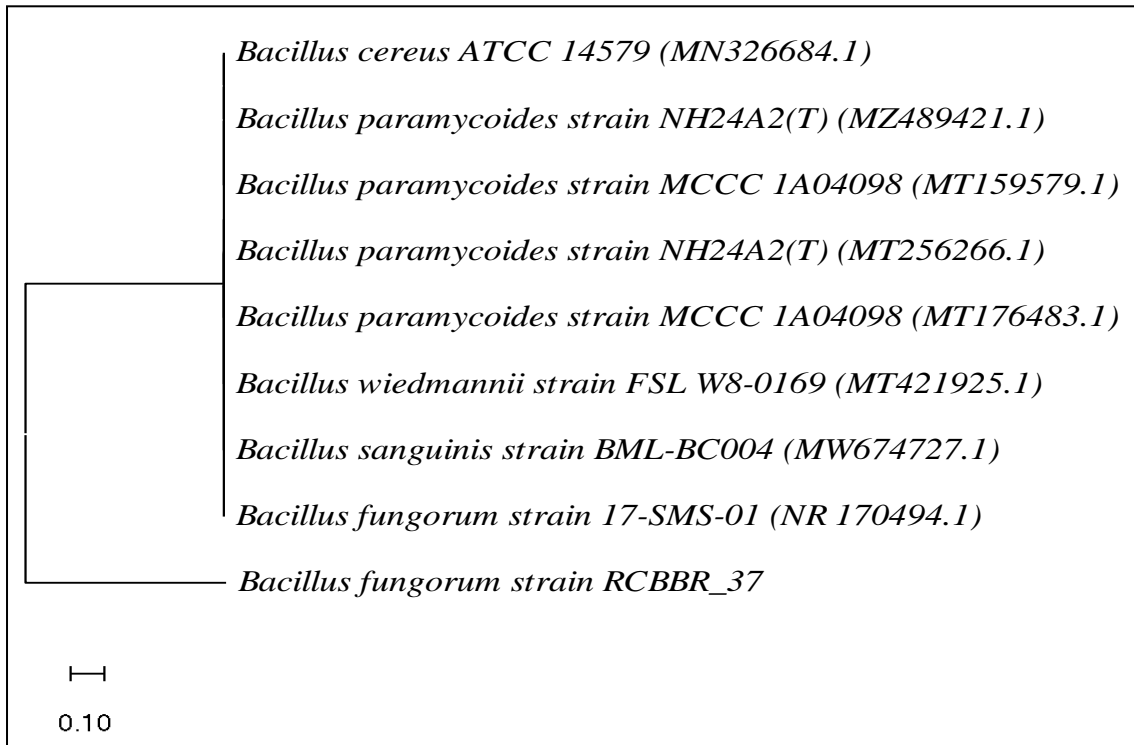 Bacillus cereus ATCC 14579 (MN326684.1)
Bacillus paramycoides strain NH24A2(T) (MZ489421.1)
Bacillus paramycoides strain MCCC 1A04098 (MT159579.1)
Bacillus paramycoides strain NH24A2(T) (MT256266.1)
Bacillus paramycoides strain MCCC 1A04098 (MT176483.1)
Bacillus wiedmannii strain FSL W8-0169 (MT421925.1)
Bacillus sanguinis strain BML-BC004 (MW674727.1)
Bacillus fungorum strain 17-SMS-01 (NR 170494.1)
Bacillus fungorum strain RCBBR_37
0.10